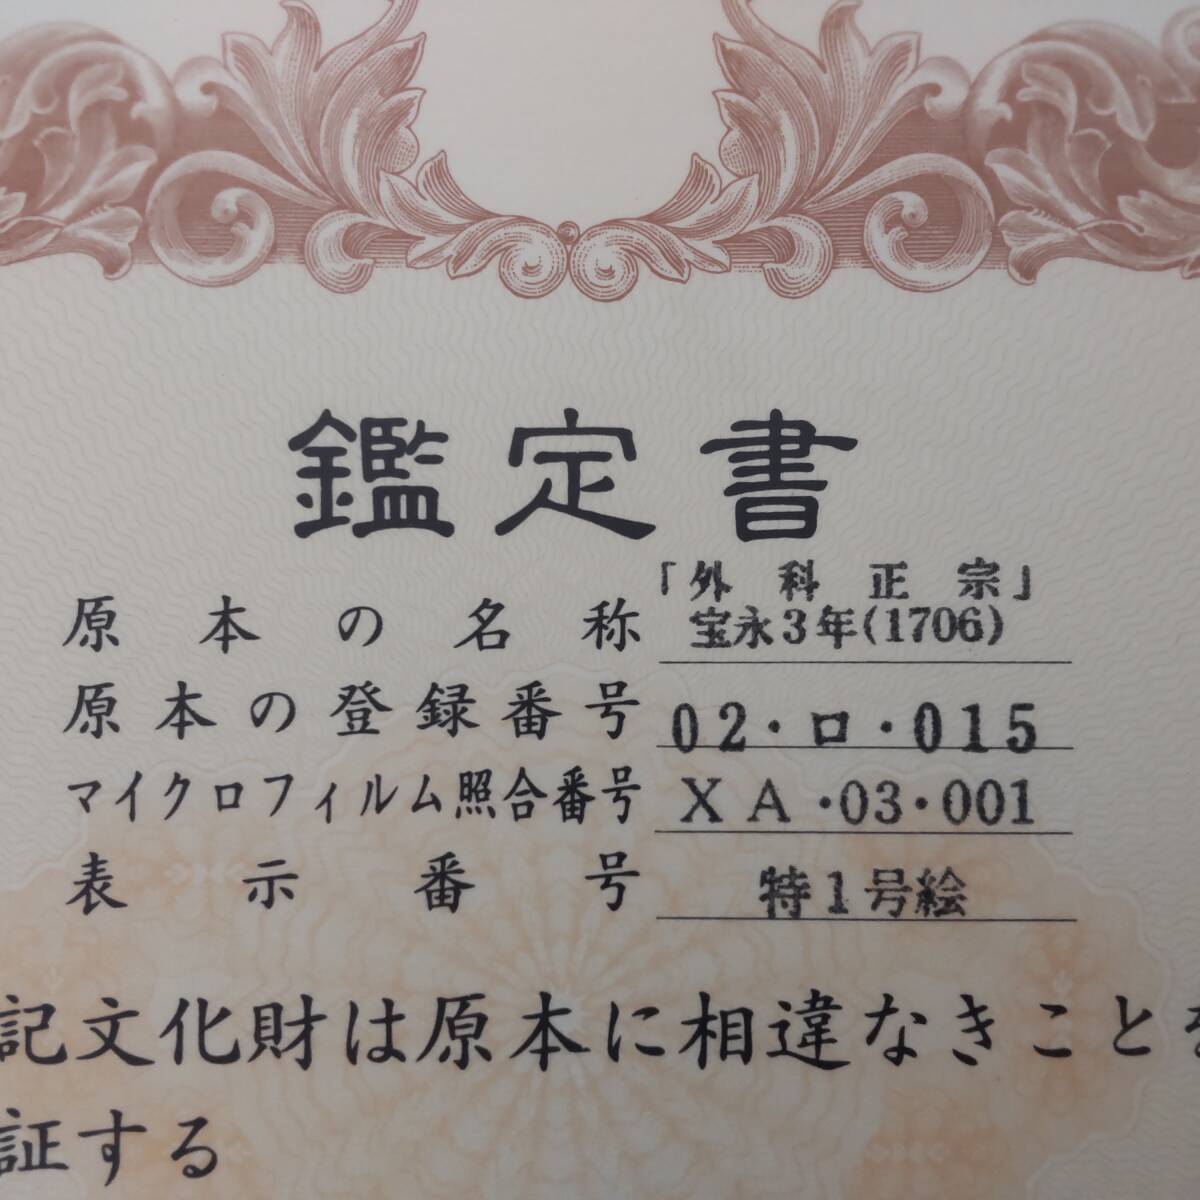 鑑定書
原本の名称 「外科正宗」
宝永3年(1706)
原本の登録番号 02・ロ・015
マイクロフィルム照合番号 XA・03・001
表示番号 特1号絵
記文化財は原本に相違なきことを
証する